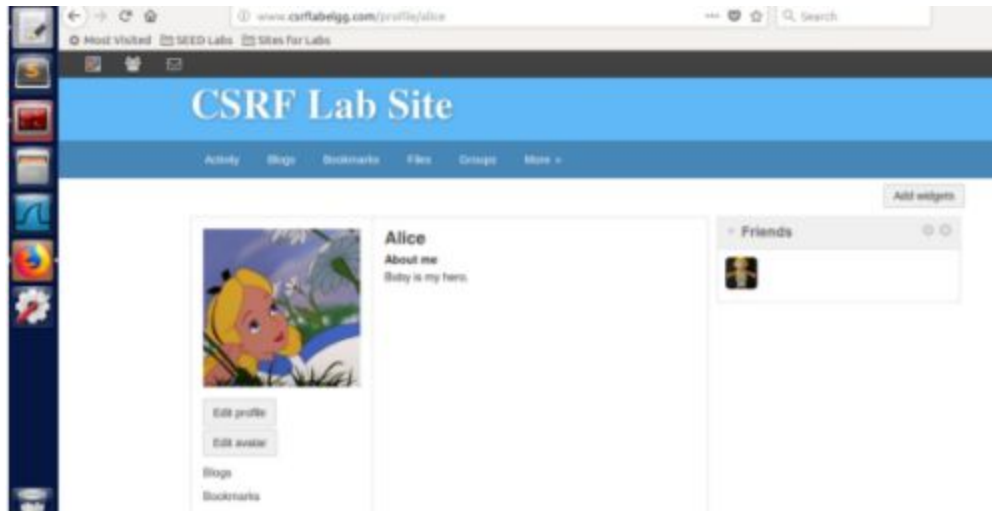 www.csrflabelgg.com/profile/alice
Search
Most Visited SEED Labs Sites for Labs
CSRF Lab Site
Activity Blogs Bookmarks Files Groups More »
Add widgets
Alice
About me
is my hero.
Friends
Edit profile
Edit avatar
Blogs
Bookmarks